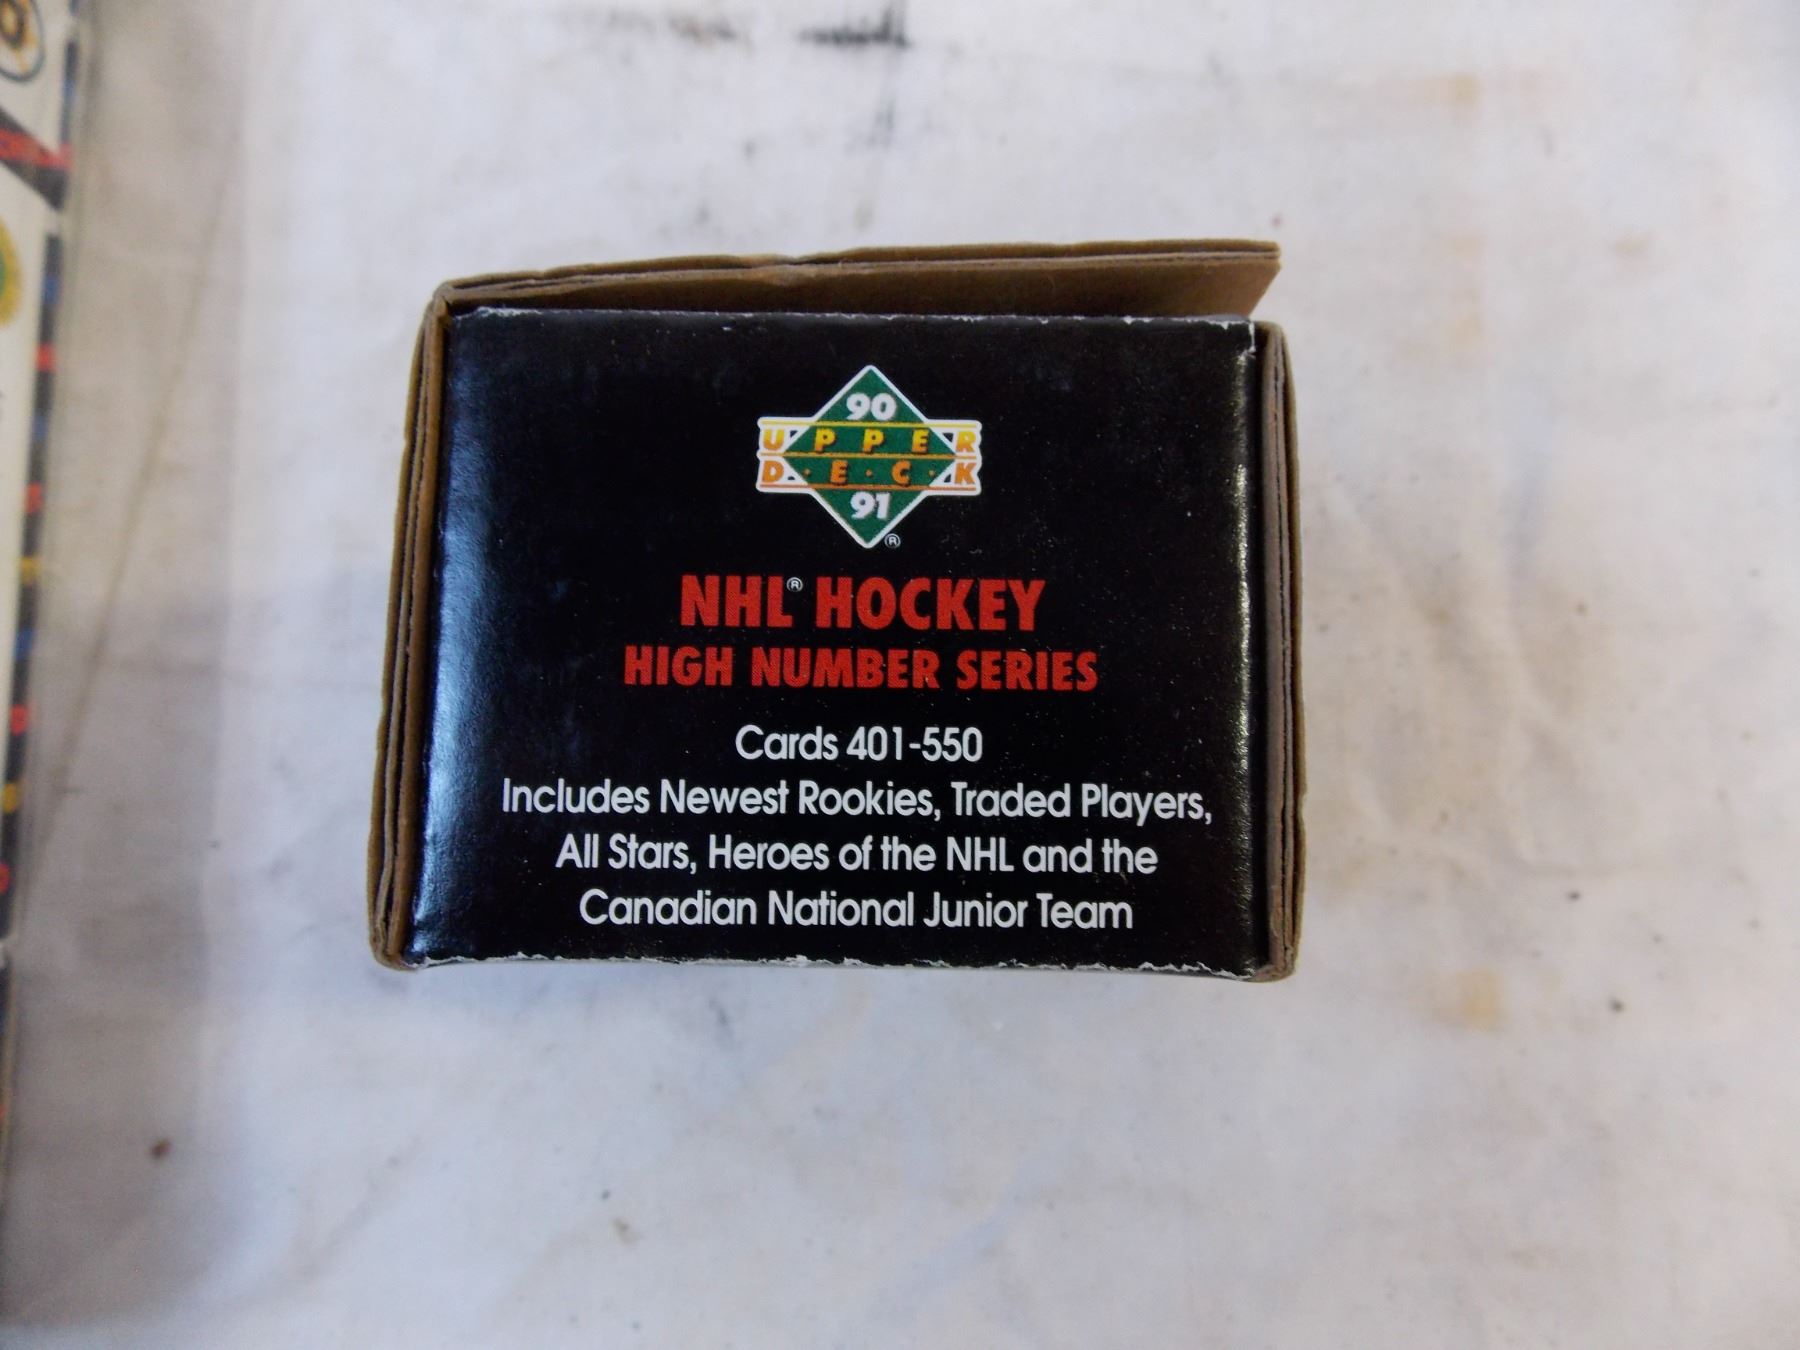 90
UPPER
D·E·C·K
91
®
NHL® HOCKEY
HIGH NUMBER SERIES
Cards 401-550
Includes Newest Rookies, Traded Players,
All Stars, Heroes of the NHL and the
Canadian National Junior Team